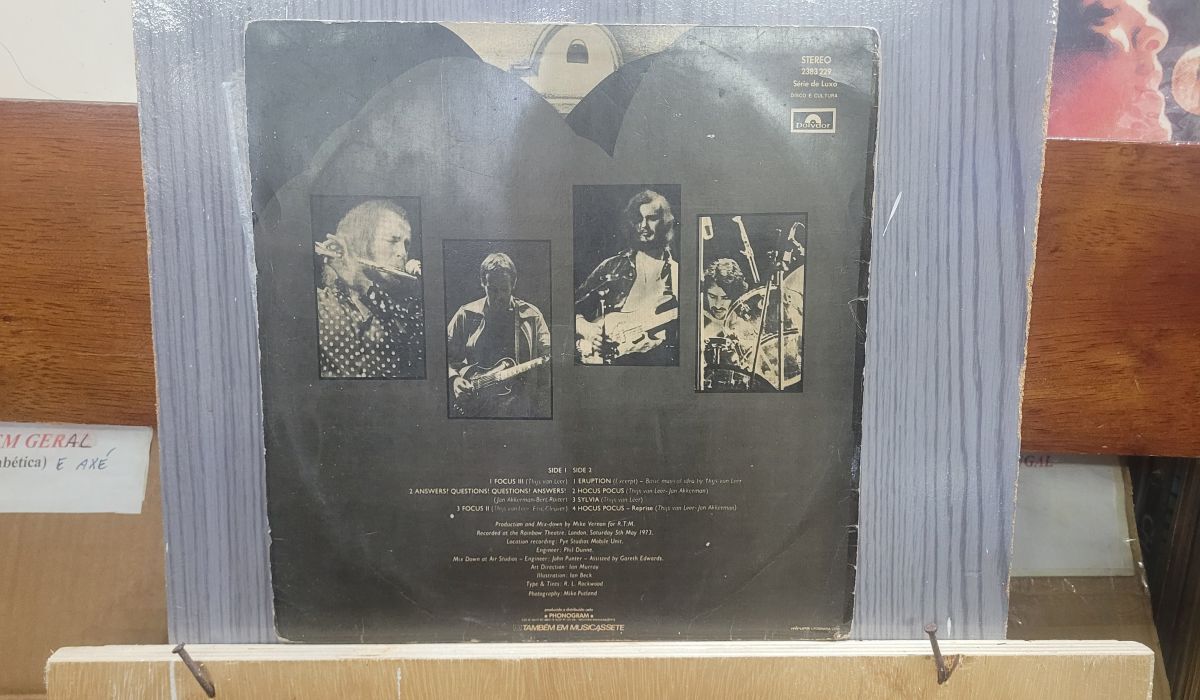 STEREO
2383 229
Série de Luxo
DISCO É CULTURA
polydor
SIDE 1 SIDE 2
1 FOCUS III (Thijs van Leer) 1 ERUPTION (Excerpt) – Basic musical idea by Thijs van Leer
2 ANSWERS? QUESTIONS! QUESTIONS? ANSWERS! 2 HOCUS POCUS (Thijs van Leer-Jan Akkerman)
(Jan Akkerman-Bert Ruiter) 3 SYLVIA (Thijs van Leer)
3 FOCUS II (Thijs van Leer 4 HOCUS POCUS – Reprise (Thijs van Leer-Jan Akkerman)
Production and Mix-down by Mike Vernon for R.T.M.
Recorded at the Rainbow Theatre, London, Saturday 5th May 1973.
Location recording: Pye Studios Mobile Unit.
Engineer: Phil Dunne.
Mix Down at Air Studios – Engineer: John Punter – Assisted by Gareth Edwards.
Art Direction: Ian Murray
Illustration: Ian Beck
Type & Tints: R. L. Rockwood
Photography: Mike Putland
produzido e distribuído pela
PHONOGRAM
TAMBÉM EM MUSICASSETE
EM GERAL
abética) E AXÉ
GAL